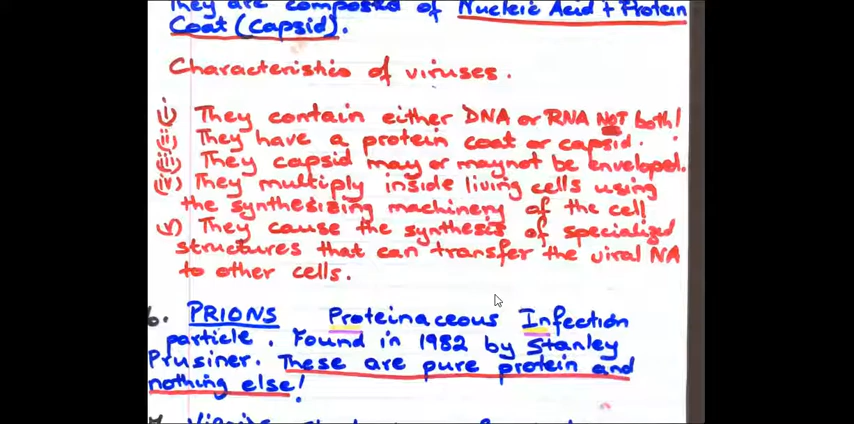 They are composed of Nucleic Acid + Protein
Coat (Capsid).
Characteristics of viruses.
i) They contain either DNA or RNA NOT both!
ii) They have a protein coat or capsid.
iii) They capsid may or maynot be enveloped.
iv) They multiply inside living cells using
the synthesizing machinery of the cell
v) They cause the synthesis of specialized
structures that can transfer the viral NA
to other cells.
6. PRIONS Proteinaceous Infection
particle. Found in 1982 by Stanley
Prusiner. These are pure protein and
nothing else!